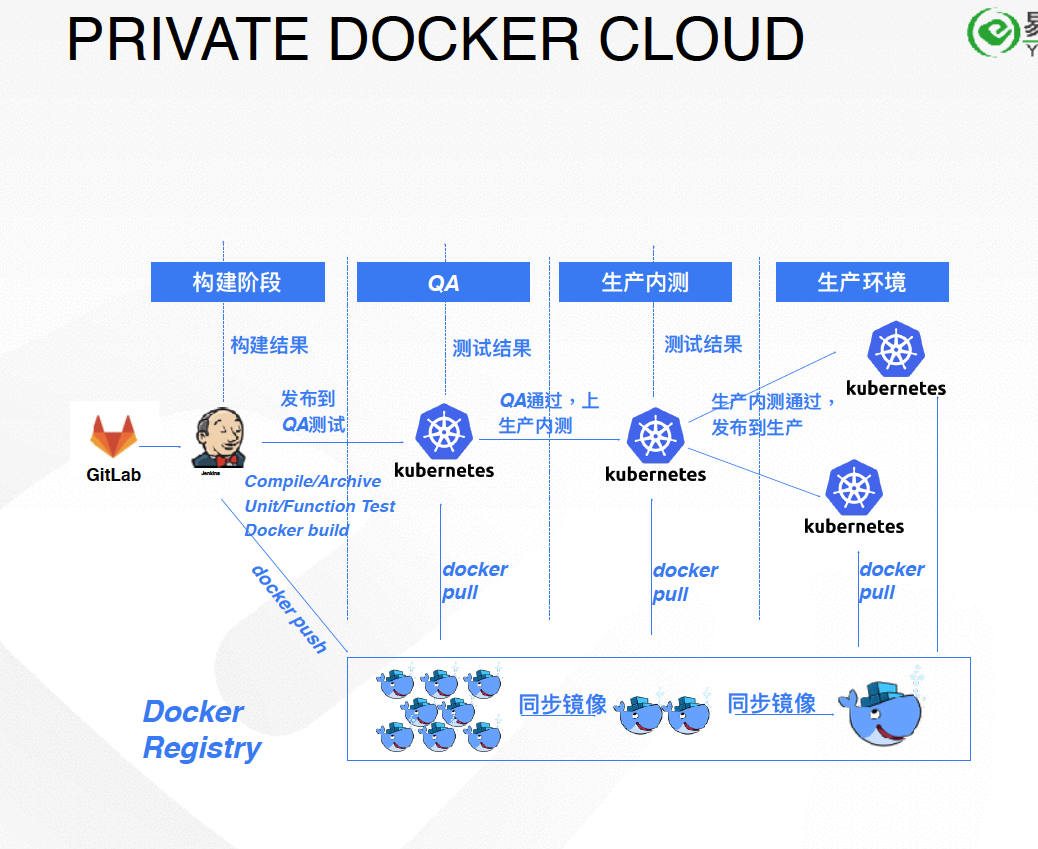 PRIVATE DOCKER CLOUD
构建阶段
QA
生产内测
生产环境
构建结果
测试结果
测试结果
kubernetes
发布到
QA测试
QA通过，上
生产内测
生产内测通过，
发布到生产
GitLab
Jenkins
kubernetes
kubernetes
kubernetes
Compile/Archive
Unit/Function Test
Docker build
docker push
docker
pull
docker
pull
docker
pull
Docker
Registry
同步镜像
同步镜像